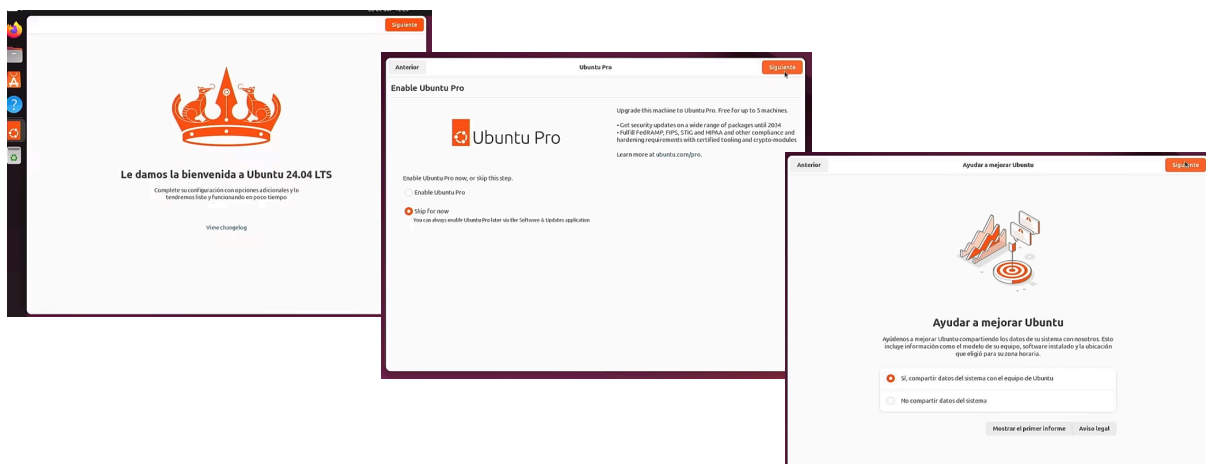 Siguiente
Le damos la bienvenida a Ubuntu 24.04 LTS
Complete su configuración con opciones adicionales y lo
tendremos listo y funcionando en poco tiempo
View changelog
Anterior
Ubuntu Pro
Siguiente
Enable Ubuntu Pro
Ubuntu Pro
Upgrade this machine to Ubuntu Pro. Free for up to 5 machines.
• Get security updates on a wide range of packages until 2034
• Fulfill FedRAMP, FIPS, STIG and HIPAA and other compliance and
hardening requirements with certified tooling and crypto-modules
Learn more at ubuntu.com/pro.
Enable Ubuntu Pro now, or skip this step.
Enable Ubuntu Pro
Skip for now
You can always enable Ubuntu Pro later via the Software & Updates application
Anterior
Ayudar a mejorar Ubuntu
Siguiente
Ayudar a mejorar Ubuntu
Ayúdenos a mejorar Ubuntu compartiendo los datos de su sistema con nosotros. Esto
incluye información como el modelo de su equipo, software instalado y la ubicación
que eligió para su zona horaria.
Sí, compartir datos del sistema con el equipo de Ubuntu
No compartir datos del sistema
Mostrar el primer informe
Aviso legal